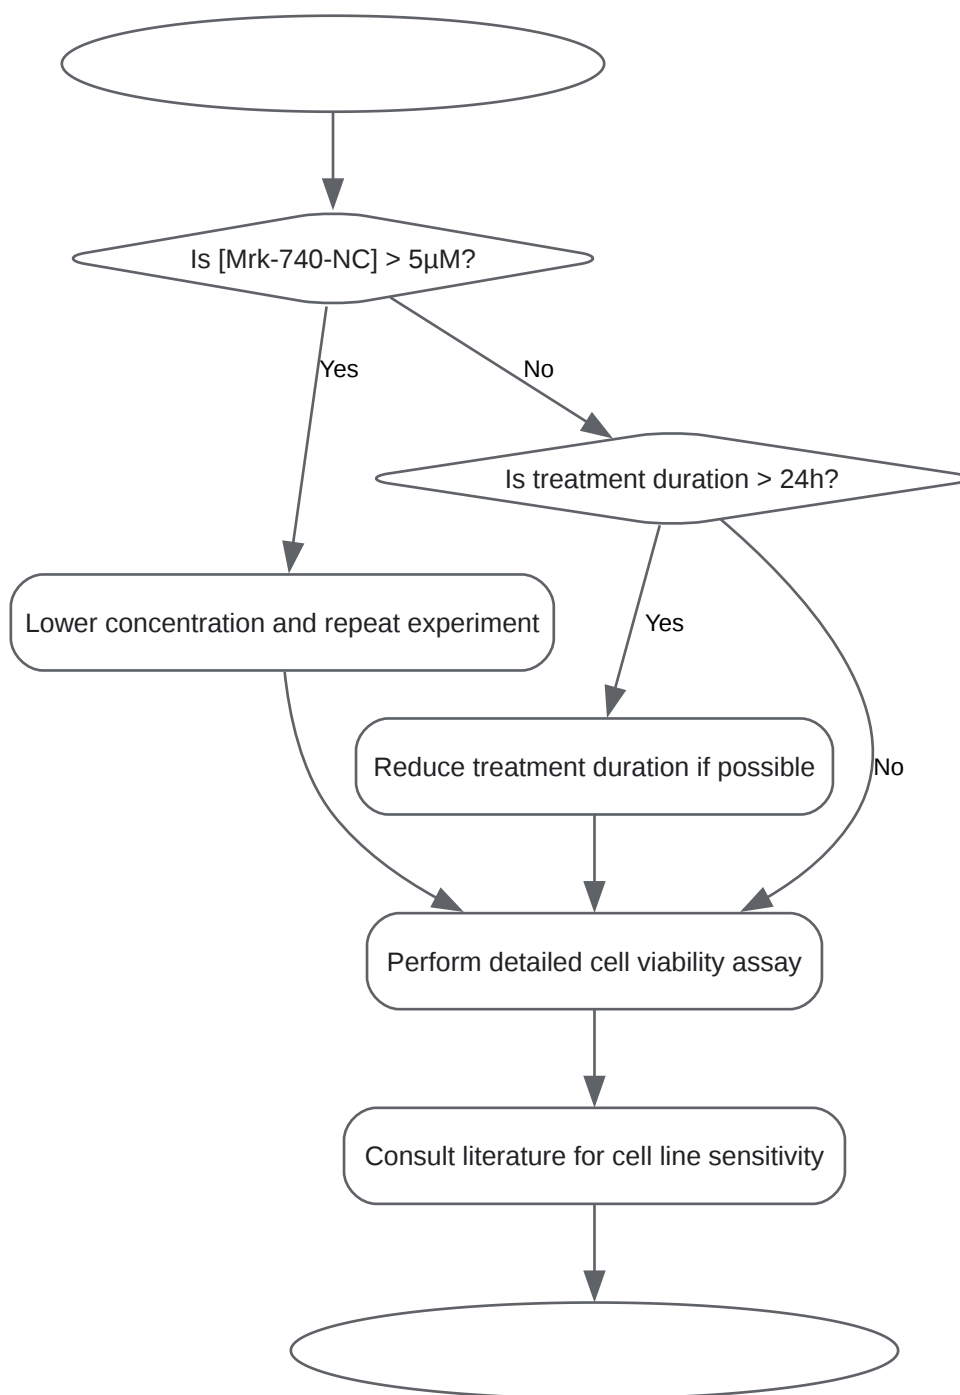 Is [Mrk-740-NC] > 5µM?
Yes
No
Is treatment duration > 24h?
Lower concentration and repeat experiment
Yes
Reduce treatment duration if possible
No
Perform detailed cell viability assay
Consult literature for cell line sensitivity